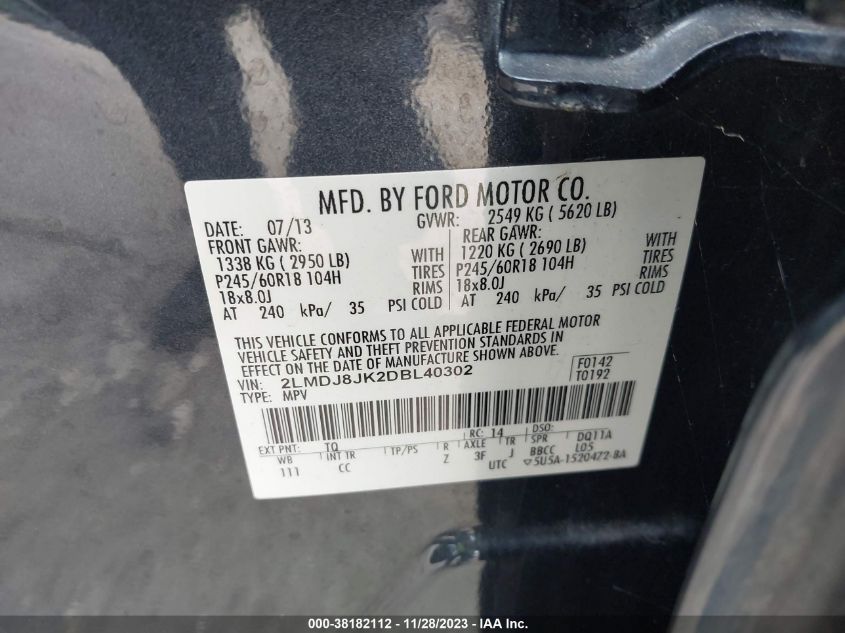 MFD. BY FORD MOTOR CO.
DATE: 07/13 GVWR: 2549 KG ( 5620 LB)
FRONT GAWR: REAR GAWR:
1338 KG ( 2950 LB) WITH 1220 KG ( 2690 LB) WITH
P245/60R18 104H TIRES P245/60R18 104H TIRES
18x8.0J RIMS 18x8.0J RIMS
AT 240 kPa/ 35 PSI COLD AT 240 kPa/ 35 PSI COLD
THIS VEHICLE CONFORMS TO ALL APPLICABLE FEDERAL MOTOR
VEHICLE SAFETY AND THEFT PREVENTION STANDARDS IN
EFFECT ON THE DATE OF MANUFACTURE SHOWN ABOVE.
VIN: 2LMDJ8JK2DBL40302 F0142
TYPE: MPV T0192
EXT PNT: TQ RC: 14 DSO: DQ11A
WB INT TR TP/PS R AXLE TR SPR L05
111 CC Z 3F J BBCC
UTC ▽5U5A-1520472-BA
000-38182112 - 11/28/2023 - IAA Inc.